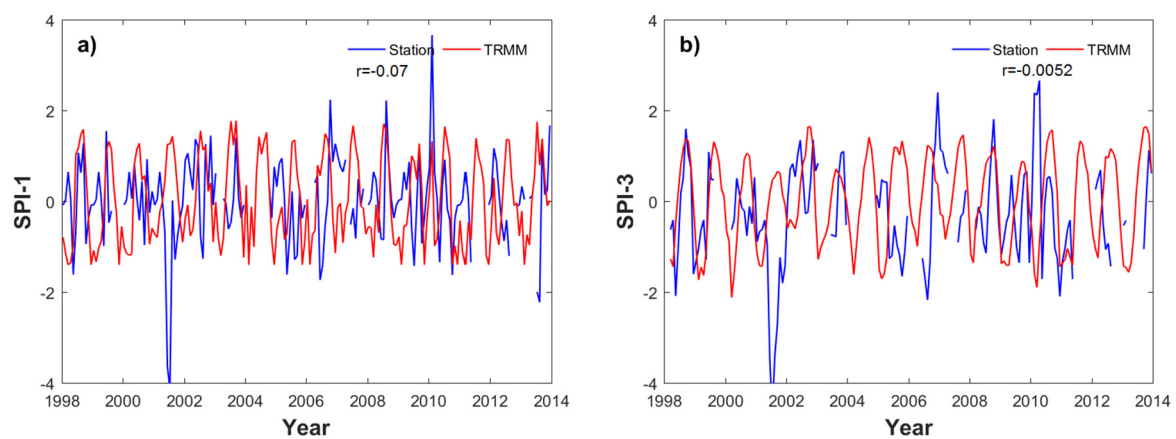 a)
Station TRMM
r=-0.07
4
2
0
-2
-4
SPI-1
1998 2000 2002 2004 2006 2008 2010 2012 2014
Year
b)
Station TRMM
r=-0.0052
4
2
0
-2
-4
SPI-3
1998 2000 2002 2004 2006 2008 2010 2012 2014
Year